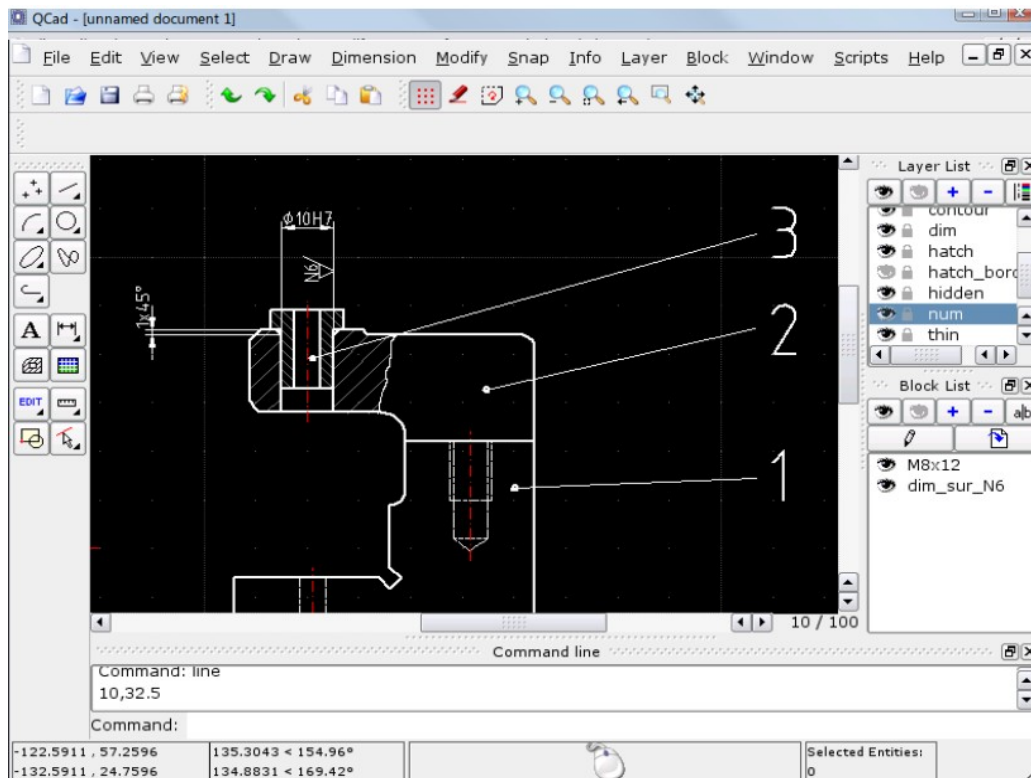 QCad - [unnamed document 1]
File Edit View Select Draw Dimension Modify Snap Info Layer Block Window Scripts Help
Layer List
contour
dim
hatch
hatch_bord
hidden
num
thin
Block List
a|b
EDIT
A
M8x12
dim_sur_N6
ϕ10H7
N6
1x45°
3
2
1
10 / 100
Command line
Command: line
10,32.5
Command:
-122.5911 , 57.2596 135.3043 < 154.96° Selected Entities:
-132.5911 , 24.7596 134.8831 < 169.42° 0